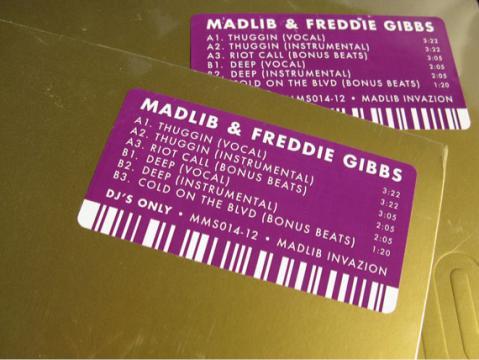 MADLIB & FREDDIE GIBBS
A1. THUGGIN (VOCAL) 3:22
A2. THUGGIN (INSTRUMENTAL) 3:22
A3. RIOT CALL (BONUS BEATS) 3:05
B1. DEEP (VOCAL) 2:05
B2. DEEP (INSTRUMENTAL) 2:05
COLD ON THE BLVD (BONUS BEATS) 1:20
MMS014-12 • MADLIB INVAZION
MADLIB & FREDDIE GIBBS
A1. THUGGIN (VOCAL) 3:22
A2. THUGGIN (INSTRUMENTAL) 3:22
A3. RIOT CALL (BONUS BEATS) 3:05
B1. DEEP (VOCAL) 2:05
B2. DEEP (INSTRUMENTAL) 2:05
B3. COLD ON THE BLVD (BONUS BEATS) 1:20
DJ'S ONLY • MMS014-12 • MADLIB INVAZION